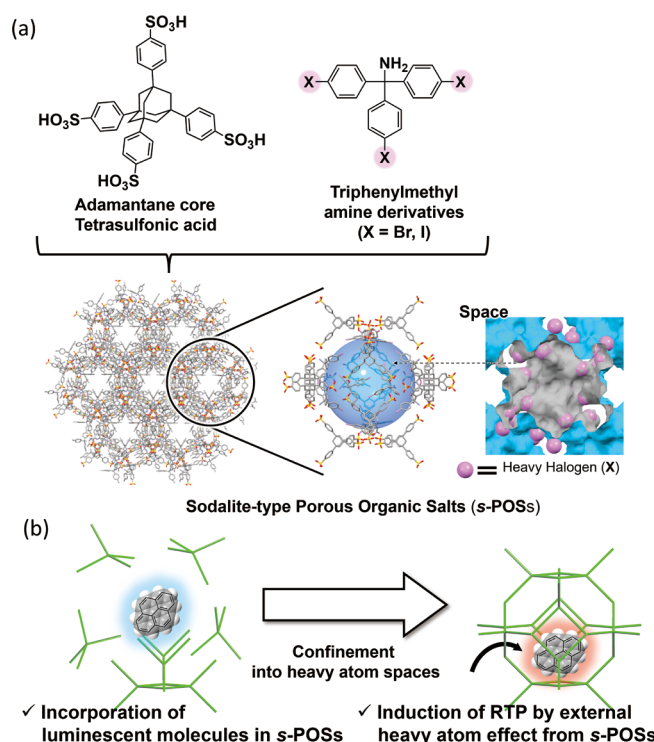 (a)
SO₃H
HO₃S
SO₃H
HO₃S
NH₂
X
X
X
Adamantane core
Tetrasulfonic acid
Triphenylmethyl
amine derivatives
(X = Br, I)
Space
= Heavy Halogen (X)
Sodalite-type Porous Organic Salts (s-POSs)
(b)
Confinement
into heavy atom spaces
✓ Incorporation of
luminescent molecules in s-POSs
✓ Induction of RTP by external
heavy atom effect from s-POSs